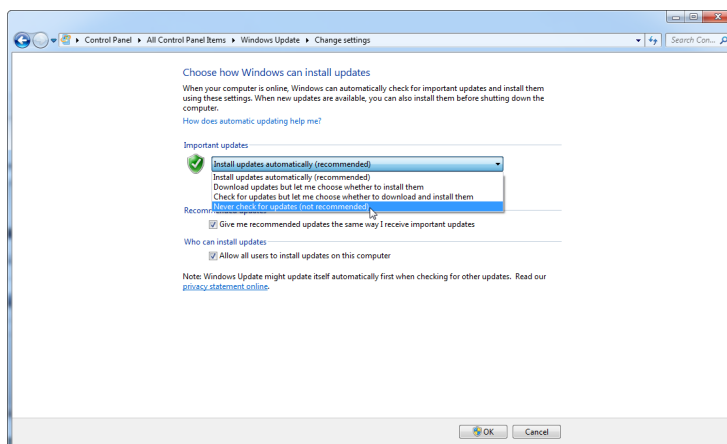 Control Panel ▸ All Control Panel Items ▸ Windows Update ▸ Change settings
Search Con...
Choose how Windows can install updates
When your computer is online, Windows can automatically check for important updates and install them
using these settings. When new updates are available, you can also install them before shutting down the
computer.
How does automatic updating help me?
Important updates
Install updates automatically (recommended)
Install updates automatically (recommended)
Download updates but let me choose whether to install them
Check for updates but let me choose whether to download and install them
Never check for updates (not recommended)
Recommended updates
Give me recommended updates the same way I receive important updates
Who can install updates
Allow all users to install updates on this computer
Note: Windows Update might update itself automatically first when checking for other updates. Read our
privacy statement online.
OK Cancel